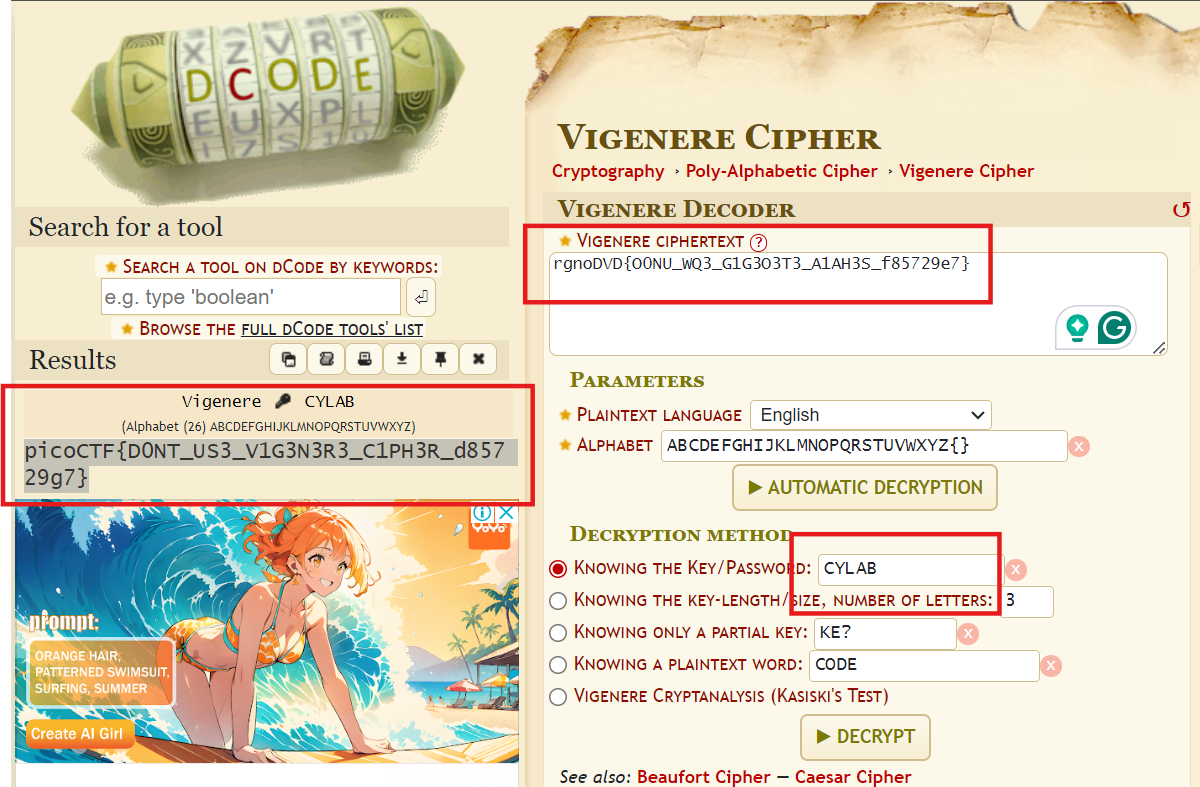 X Z V R T
DCODE
E U X P L
Search for a tool
Search a tool on dCode by keywords:
e.g. type 'boolean'
Browse the full dCode tools' list
Results
Vigenere CYLAB
(Alphabet (26) ABCDEFGHIJKLMNOPQRSTUVWXYZ)
picoCTF{D0NT_US3_V1G3N3R3_C1PH3R_d857
29g7}
prompt:
ORANGE HAIR,
PATTERNED SWIMSUIT,
SURFING, SUMMER
Create AI Girl
Vigenere Cipher
Cryptography › Poly-Alphabetic Cipher › Vigenere Cipher
Vigenere Decoder
★ Vigenere ciphertext ?
rgnoDVD{O0NU_WQ3_G1G3O3T3_A1AH3S_f85729e7}
Parameters
★ Plaintext language English
★ Alphabet ABCDEFGHIJKLMNOPQRSTUVWXYZ{}
▶ AUTOMATIC DECRYPTION
Decryption method
Knowing the Key/Password: CYLAB
Knowing the key-length/size, number of letters: 3
Knowing only a partial key: KE?
Knowing a plaintext word: CODE
Vigenere Cryptanalysis (Kasiski's Test)
▶ DECRYPT
See also: Beaufort Cipher — Caesar Cipher